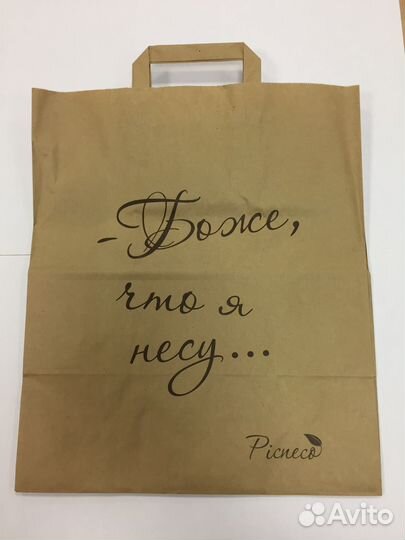 - Боже,
что я
несу...
Picneco
Avito